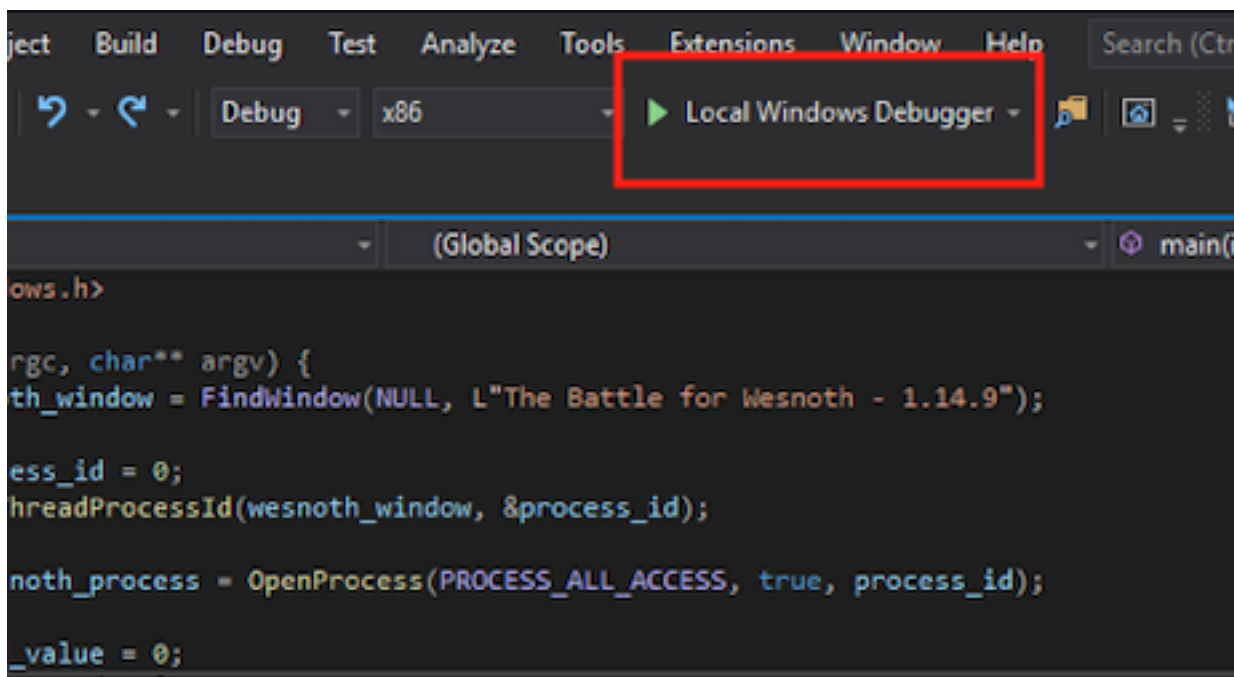 ject Build Debug Test Analyze Tools Extensions Window Help Search (Ctr
Debug x86 Local Windows Debugger
(Global Scope) main(i
ows.h>
rgc, char** argv) {
th_window = FindWindow(NULL, L"The Battle for Wesnoth - 1.14.9");
ess_id = 0;
hreadProcessId(wesnoth_window, &process_id);
noth_process = OpenProcess(PROCESS_ALL_ACCESS, true, process_id);
_value = 0;